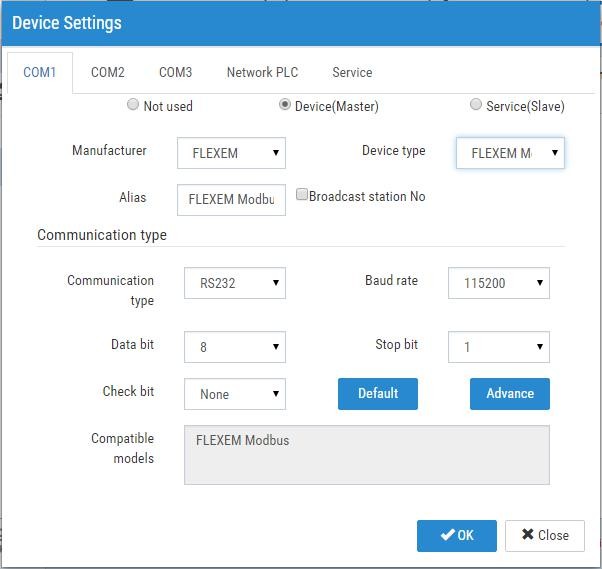 Device Settings
COM1 COM2 COM3 Network PLC Service
Not used Device(Master) Service(Slave)
Manufacturer FLEXEM Device type FLEXEM M
Alias FLEXEM Modbu Broadcast station No
Communication type
Communication type RS232 Baud rate 115200
Data bit 8 Stop bit 1
Check bit None Default Advance
Compatible models FLEXEM Modbus
OK Close